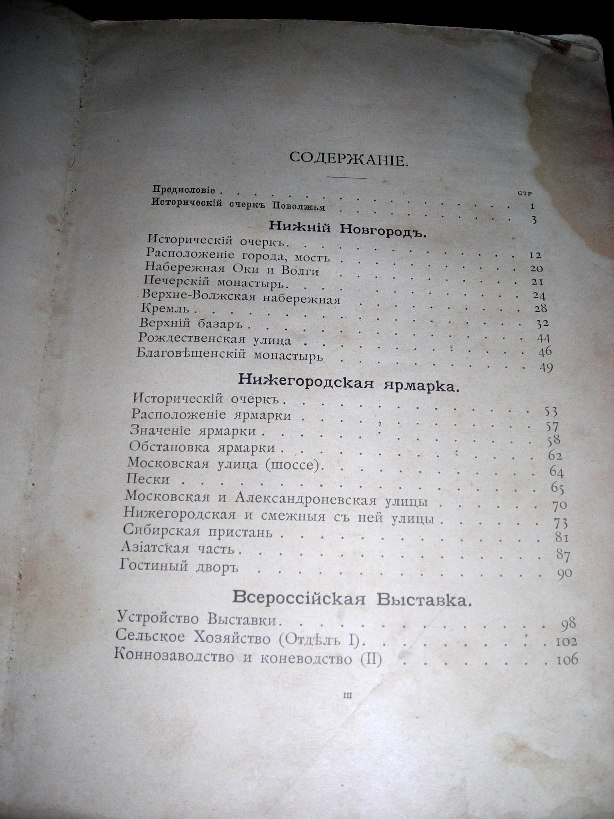 СОДЕРЖАНІЕ.
стр
Предисловіе . . . . . . . . . . . . . . . . 1
Историческій очеркъ Поволжья . . . . . . . . . 3
Нижній Новгородъ.
Историческій очеркъ. . . . . . . . . . . . . 12
Расположеніе города, мостъ . . . . . . . . . . 20
Набережная Оки и Волги . . . . . . . . . . . 21
Печерскій монастырь. . . . . . . . . . . . . 24
Верхне-Волжская набережная . . . . . . . . . 28
Кремль . . . . . . . . . . . . . . . . . . 32
Верхній базаръ . . . . . . . . . . . . . . . 44
Рождественская улица . . . . . . . . . . . . 46
Благовѣщенскій монастырь . . . . . . . . . . 49
Нижегородская ярмарка.
Историческій очеркъ . . . . . . . . . . . . . 53
Расположеніе ярмарки . . . . . . . . . . . . 57
Значеніе ярмарки . . . . . . . . . . . . . . 58
Обстановка ярмарки . . . . . . . . . . . . . 62
Московская улица (шоссе). . . . . . . . . . . 64
Пески . . . . . . . . . . . . . . . . . . . 65
Московская и Александроневская улицы . . . . . 70
Нижегородская и смежныя съ ней улицы . . . . . 73
Сибирская пристань . . . . . . . . . . . . . 81
Азіатская часть . . . . . . . . . . . . . . . 87
Гостиный дворъ . . . . . . . . . . . . . . . 90
Всероссійская Выставка.
Устройство Выставки . . . . . . . . . . . . . 98
Сельское Хозяйство (Отдѣлъ I). . . . . . . . . 102
Коннозаводство и коневодство (II) . . . . . . . 106
III